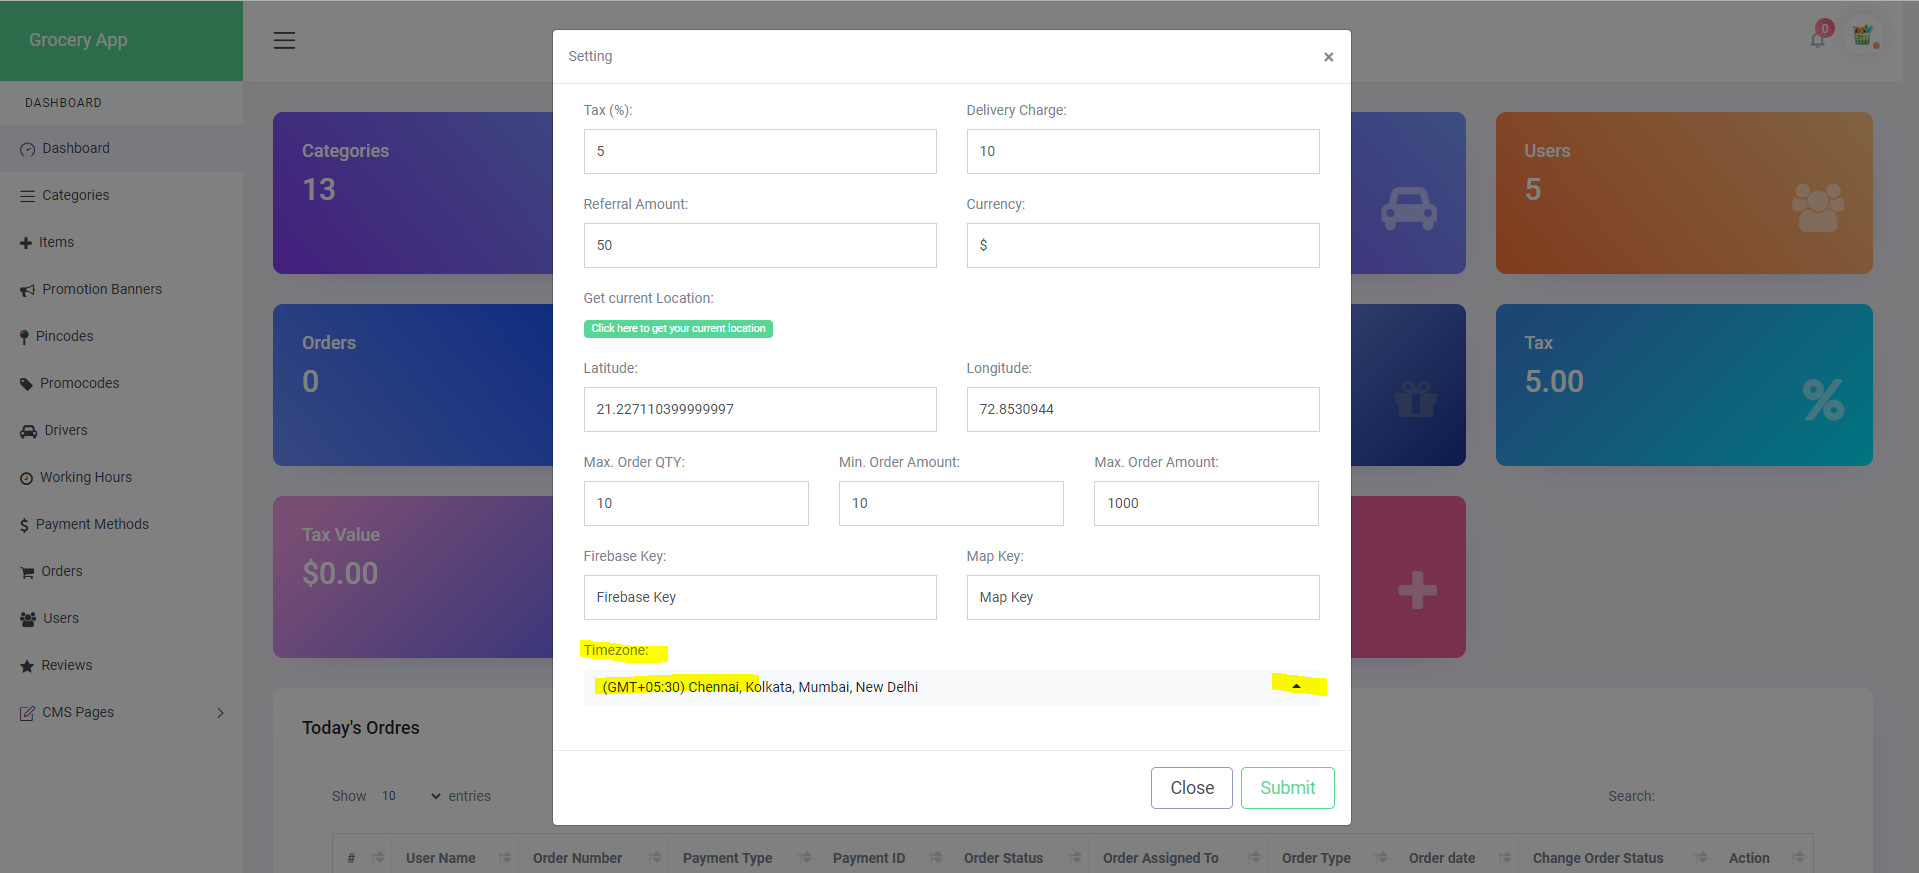 Grocery App
0
DASHBOARD
Dashboard
Categories
Items
Promotion Banners
Pincodes
Promocodes
Drivers
Working Hours
Payment Methods
Orders
Users
Reviews
CMS Pages
Categories
13
Users
5
Orders
0
Tax
5.00
Tax Value
$0.00
Setting
×
Tax (%): Delivery Charge:
5 10
Referral Amount: Currency:
50 $
Get current Location:
Click here to get your current location
Latitude: Longitude:
21.227110399999997 72.8530944
Max. Order QTY: Min. Order Amount: Max. Order Amount:
10 10 1000
Firebase Key: Map Key:
Firebase Key Map Key
Timezone:
(GMT+05:30) Chennai, Kolkata, Mumbai, New Delhi
Close Submit
Today's Ordres
Show 10 entries Search:
# User Name Order Number Payment Type Payment ID Order Status Order Assigned To Order Type Order date Change Order Status Action